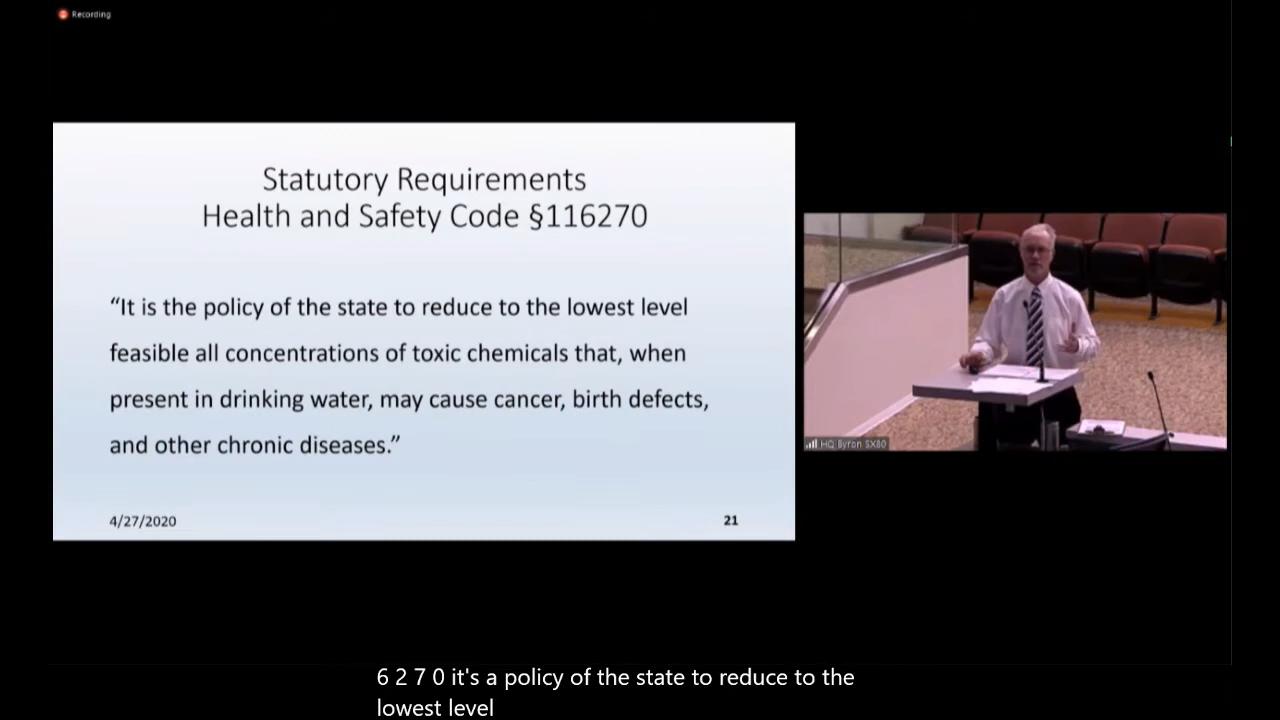 Recording
Statutory Requirements
Health and Safety Code §116270
“It is the policy of the state to reduce to the lowest level
feasible all concentrations of toxic chemicals that, when
present in drinking water, may cause cancer, birth defects,
and other chronic diseases.”
4/27/2020
21
HQ Byron SX80
6 2 7 0 it's a policy of the state to reduce to the
lowest level